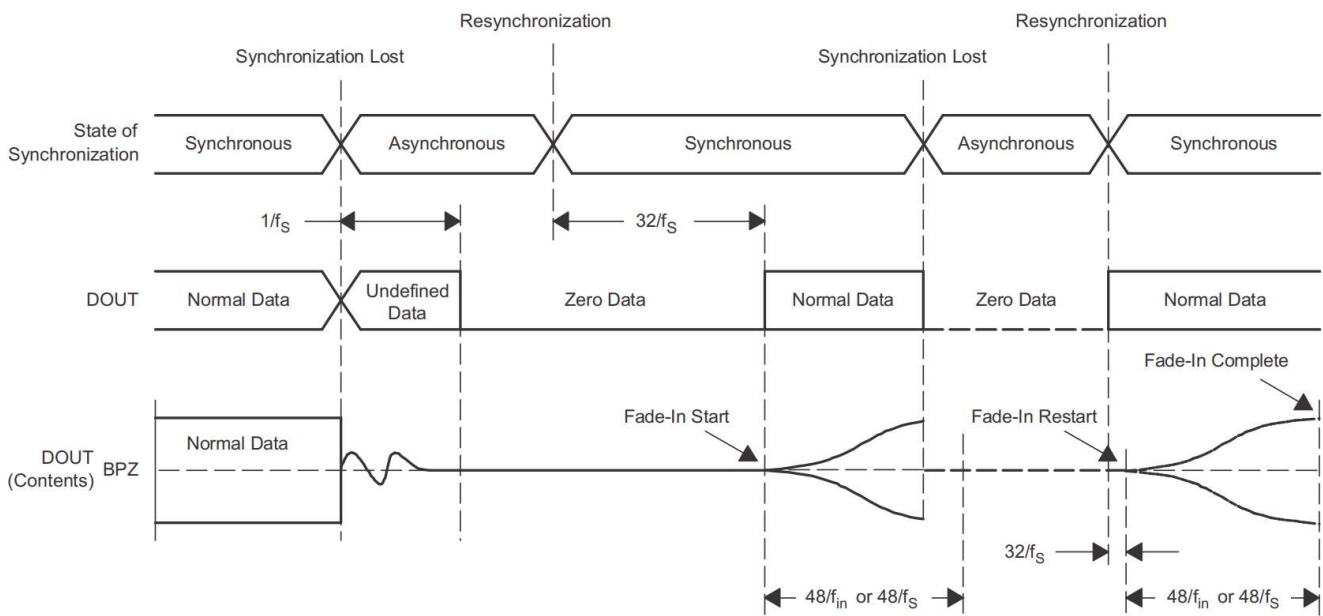 Resynchronization
Resynchronization
Synchronization Lost
Synchronization Lost
State of
Synchronization
Synchronous
Asynchronous
Synchronous
Asynchronous
Synchronous
1/fS
32/fS
DOUT
Normal Data
Undefined
Data
Zero Data
Normal Data
Zero Data
Normal Data
Fade-In Complete
Fade-In Start
Fade-In Restart
Normal Data
DOUT
(Contents)
BPZ
32/fS
48/fin or 48/fS
48/fin or 48/fS